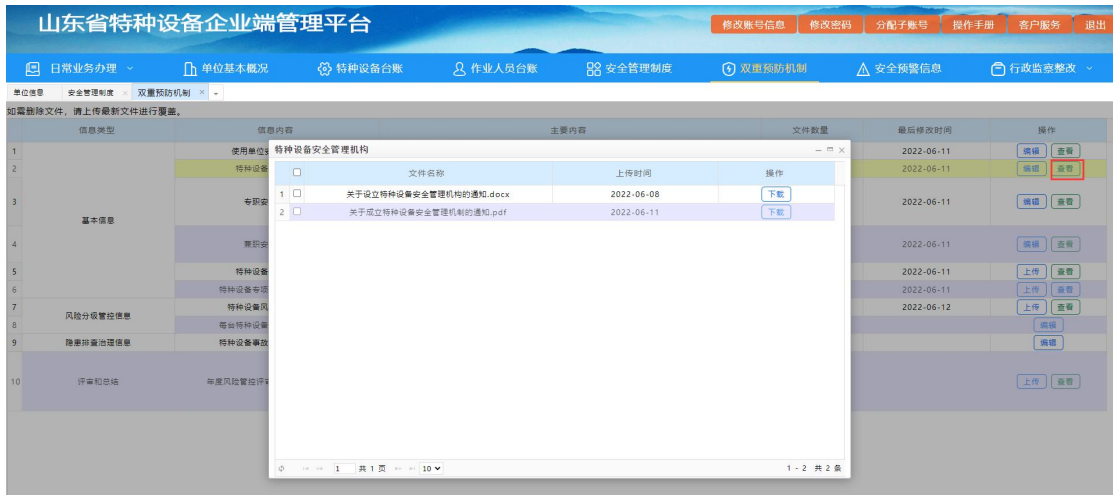 山东省特种设备企业端管理平台
修改账号信息 修改密码 分配子账号 操作手册 客户服务 退出
日常业务办理 单位基本概况 特种设备台账 作业人员台账 安全管理制度 双重预防机制 安全预警信息 行政监察整改
单位信息 安全管理制度 × 双重预防机制 ×
如需删除文件，请上传最新文件进行覆盖。
信息类型 信息内容 主要内容 文件数量 最后修改时间 操作
1 使用单位 2022-06-11 编辑 查看
特种设备安全管理机构
2 特种设备 2022-06-11 编辑 查看
文件名称 上传时间 操作
1 关于设立特种设备安全管理机构的通知.docx 2022-06-08 下载
3 专职安 2022-06-11 编辑 查看
2 关于成立特种设备安全管理机制的通知.pdf 2022-06-11 下载
基本信息
4 兼职安 2022-06-11 编辑 查看
5 特种设备 2022-06-11 上传 查看
6 特种设备专项 2022-06-11 上传 查看
7 特种设备风 2022-06-12 上传 查看
风险分级管控信息
8 每台特种设备 编辑
9 隐患排查治理信息 特种设备事故 编辑
10 评审和总结 年度风险管控评审 上传 查看
1 共 1 页 10 1 - 2 共 2 条